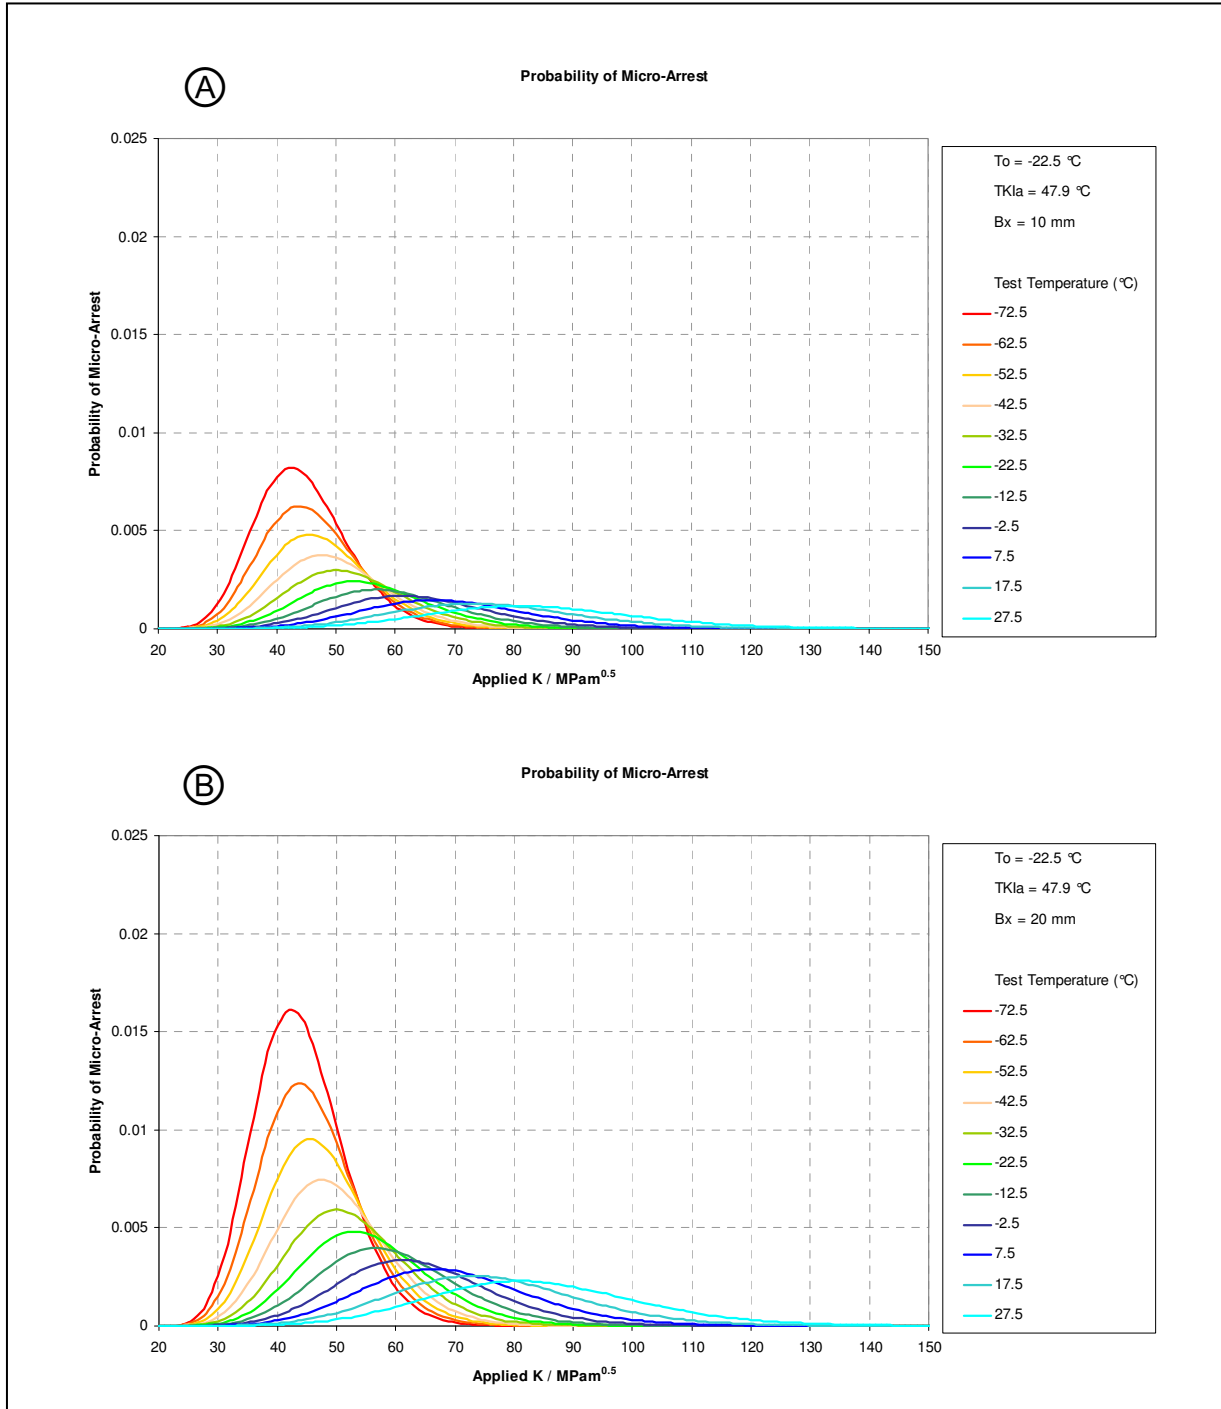 A
Probability of Micro-Arrest
0.025
0.02
0.015
0.01
0.005
0
Probability of Micro-Arrest
20 30 40 50 60 70 80 90 100 110 120 130 140 150
Applied K / MPam^0.5
To = -22.5 °C
TKIa = 47.9 °C
Bx = 10 mm
Test Temperature (°C)
-72.5
-62.5
-52.5
-42.5
-32.5
-22.5
-12.5
-2.5
7.5
17.5
27.5
B
Probability of Micro-Arrest
0.025
0.02
0.015
0.01
0.005
0
Probability of Micro-Arrest
20 30 40 50 60 70 80 90 100 110 120 130 140 150
Applied K / MPam^0.5
To = -22.5 °C
TKIa = 47.9 °C
Bx = 20 mm
Test Temperature (°C)
-72.5
-62.5
-52.5
-42.5
-32.5
-22.5
-12.5
-2.5
7.5
17.5
27.5